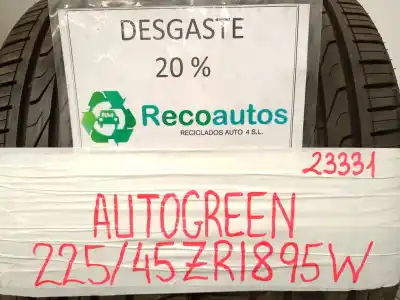 DESGASTE
20 %
Recoautos
RECICLADOS AUTO 4 S.L.
23331
AUTOGREEN
225/45ZR1895W